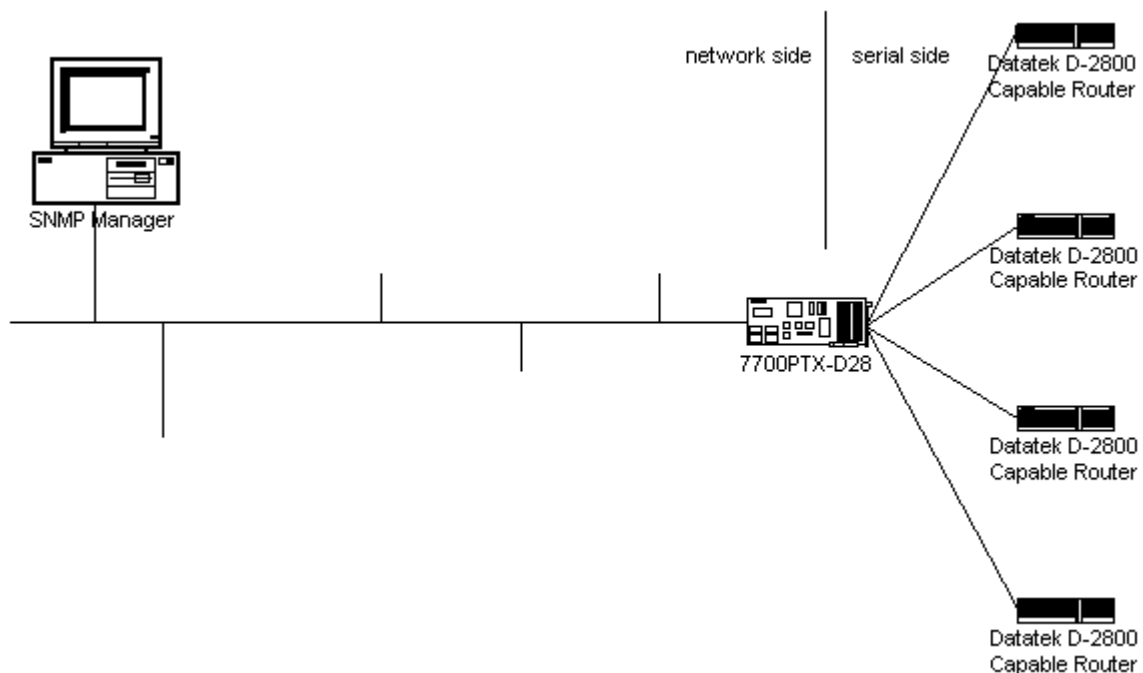 network side
serial side
Datatek D-2800
Capable Router
SNMP Manager
Datatek D-2800
Capable Router
7700PTX-D28
Datatek D-2800
Capable Router
Datatek D-2800
Capable Router